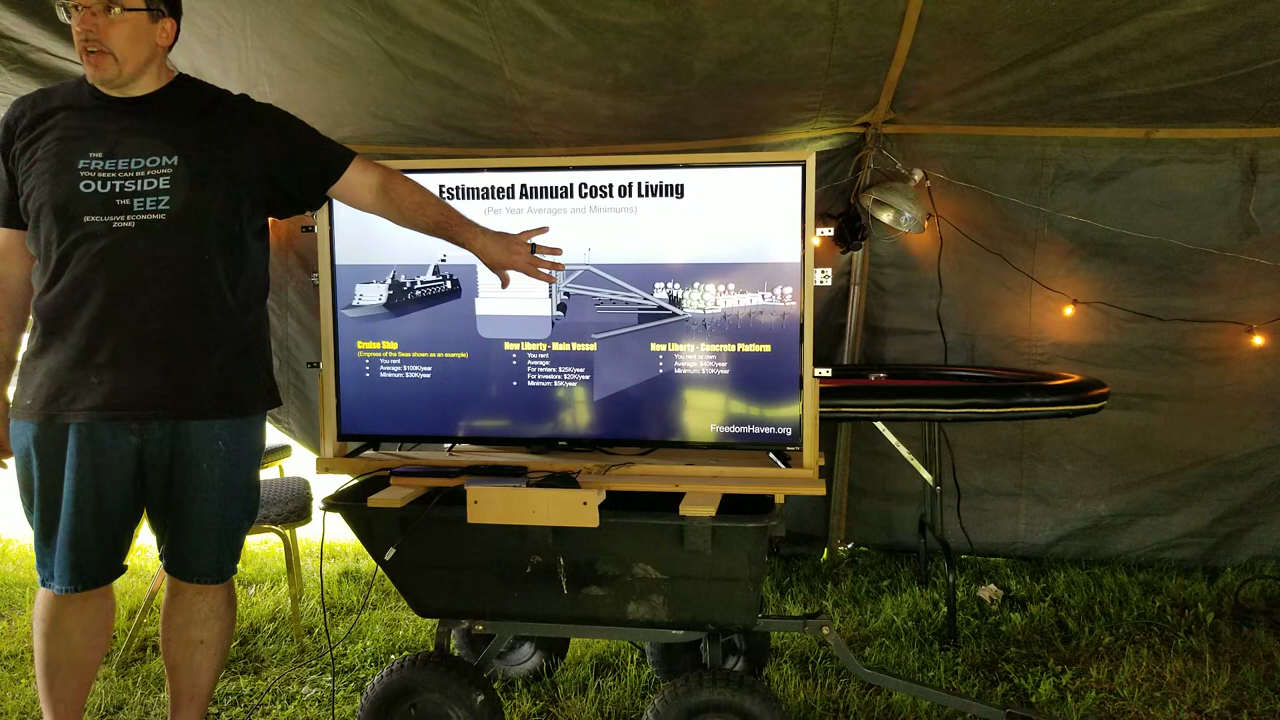 THE
FREEDOM
YOU SEEK CAN BE FOUND
OUTSIDE
THE EEZ
(EXCLUSIVE ECONOMIC
ZONE)
Estimated Annual Cost of Living
(Per Year Averages and Minimums)
Cruise Ship
(Empress of the Seas shown as an example)
You rent
Average: $100K/year
Minimum: $30K/year
New Liberty - Main Vessel
You rent
Average:
For renters: $25K/year
For investors: $20K/year
Minimum: $5K/year
New Liberty - Concrete Platform
You rent or own
Average: $40K/year
Minimum: $10K/year
FreedomHaven.org